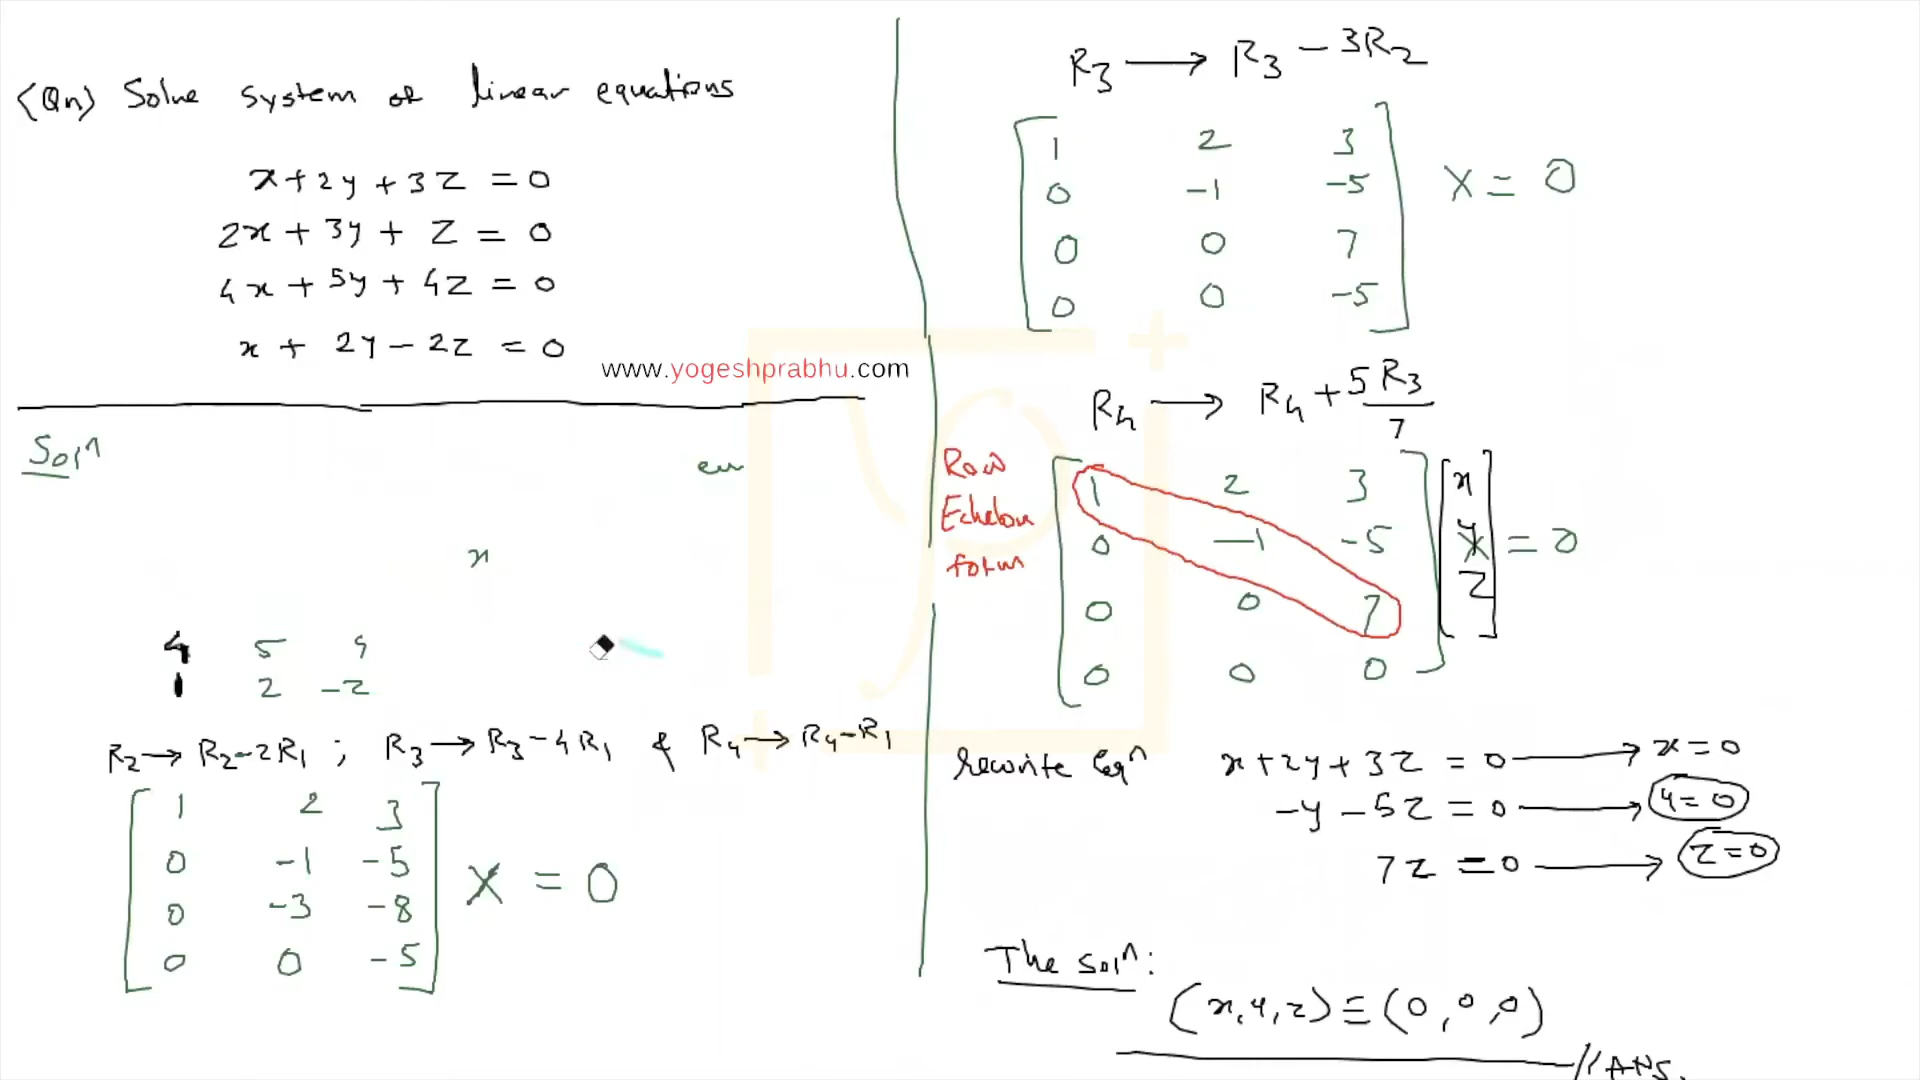 (Qn) Solve system of linear equations
x + 2y + 3z = 0
2x + 3y + z = 0
4x + 5y + 4z = 0
x + 2y - 2z = 0
www.yogeshprabhu.com
Solⁿ
x
4 5 4
1 2 -2
R₂ → R₂-2R₁ ; R₃ → R₃-4R₁ & R₄ → R₄-R₁
1 2 3
0 -1 -5
0 -3 -8
0 0 -5
X = 0
R₃ → R₃ - 3R₂
1 2 3
0 -1 -5
0 0 7
0 0 -5
X = 0
R₄ → R₄ + 5R₃/7
Row
Echelon
form
1 2 3
0 -1 -5
0 0 7
0 0 0
x
y
z
= 0
rewrite Eqⁿ
x + 2y + 3z = 0 → x = 0
-y - 5z = 0 → y = 0
7z = 0 → z = 0
The solⁿ:
(x,y,z) ≡ (0,0,0)
// ANS.